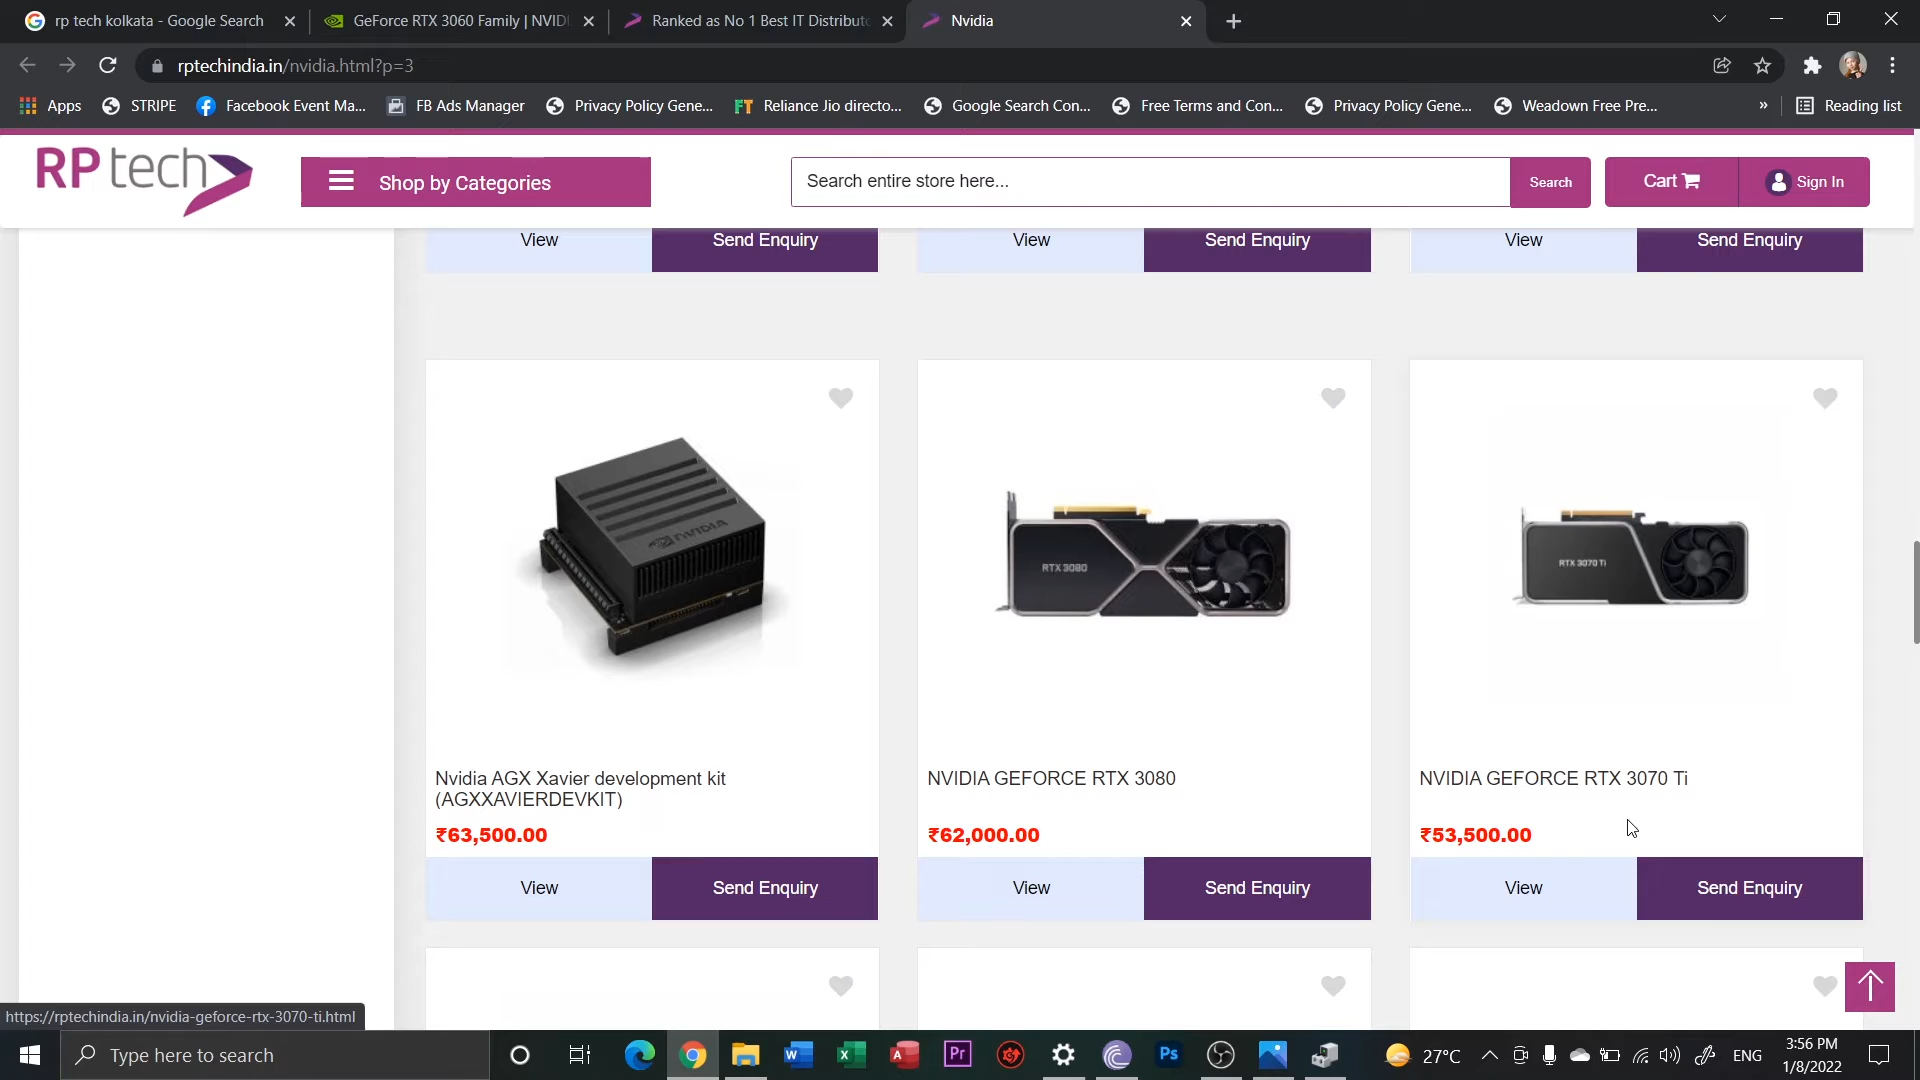 rp tech kolkata - Google Search
GeForce RTX 3060 Family | NVIDI
Ranked as No 1 Best IT Distributo
Nvidia
rptechindia.in/nvidia.html?p=3
Apps
STRIPE
Facebook Event Ma...
FB Ads Manager
Privacy Policy Gene...
FT
Reliance Jio directo...
Google Search Con...
Free Terms and Con...
Privacy Policy Gene...
Weadown Free Pre...
»
Reading list
RP tech
Shop by Categories
Search entire store here...
Search
Cart
Sign In
View
Send Enquiry
View
Send Enquiry
View
Send Enquiry
NVIDIA
RTX 3080
RTX 3070 Ti
Nvidia AGX Xavier development kit
(AGXXAVIERDEVKIT)
₹63,500.00
View
Send Enquiry
NVIDIA GEFORCE RTX 3080
₹62,000.00
View
Send Enquiry
NVIDIA GEFORCE RTX 3070 Ti
₹53,500.00
View
Send Enquiry
https://rptechindia.in/nvidia-geforce-rtx-3070-ti.html
Type here to search
Pr
Ps
27°C
ENG
3:56 PM
1/8/2022